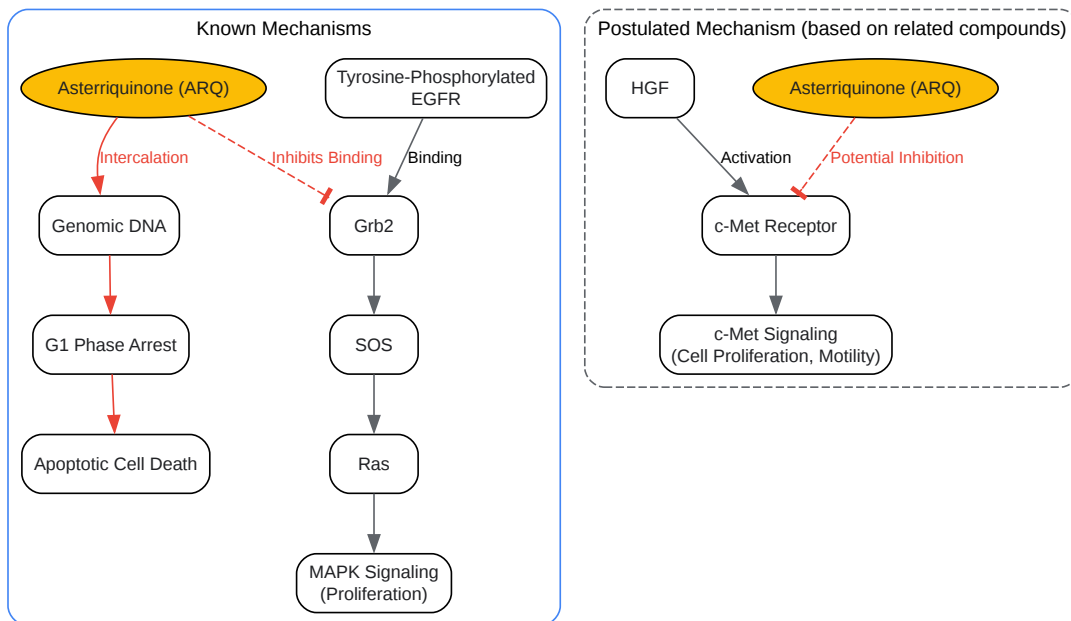 Known Mechanisms
Asterriquinone (ARQ)
Tyrosine-Phosphorylated
EGFR
Intercalation
Inhibits Binding
Binding
Genomic DNA
Grb2
G1 Phase Arrest
SOS
Apoptotic Cell Death
Ras
MAPK Signaling
(Proliferation)
Postulated Mechanism (based on related compounds)
HGF
Asterriquinone (ARQ)
Activation
Potential Inhibition
c-Met Receptor
c-Met Signaling
(Cell Proliferation, Motility)